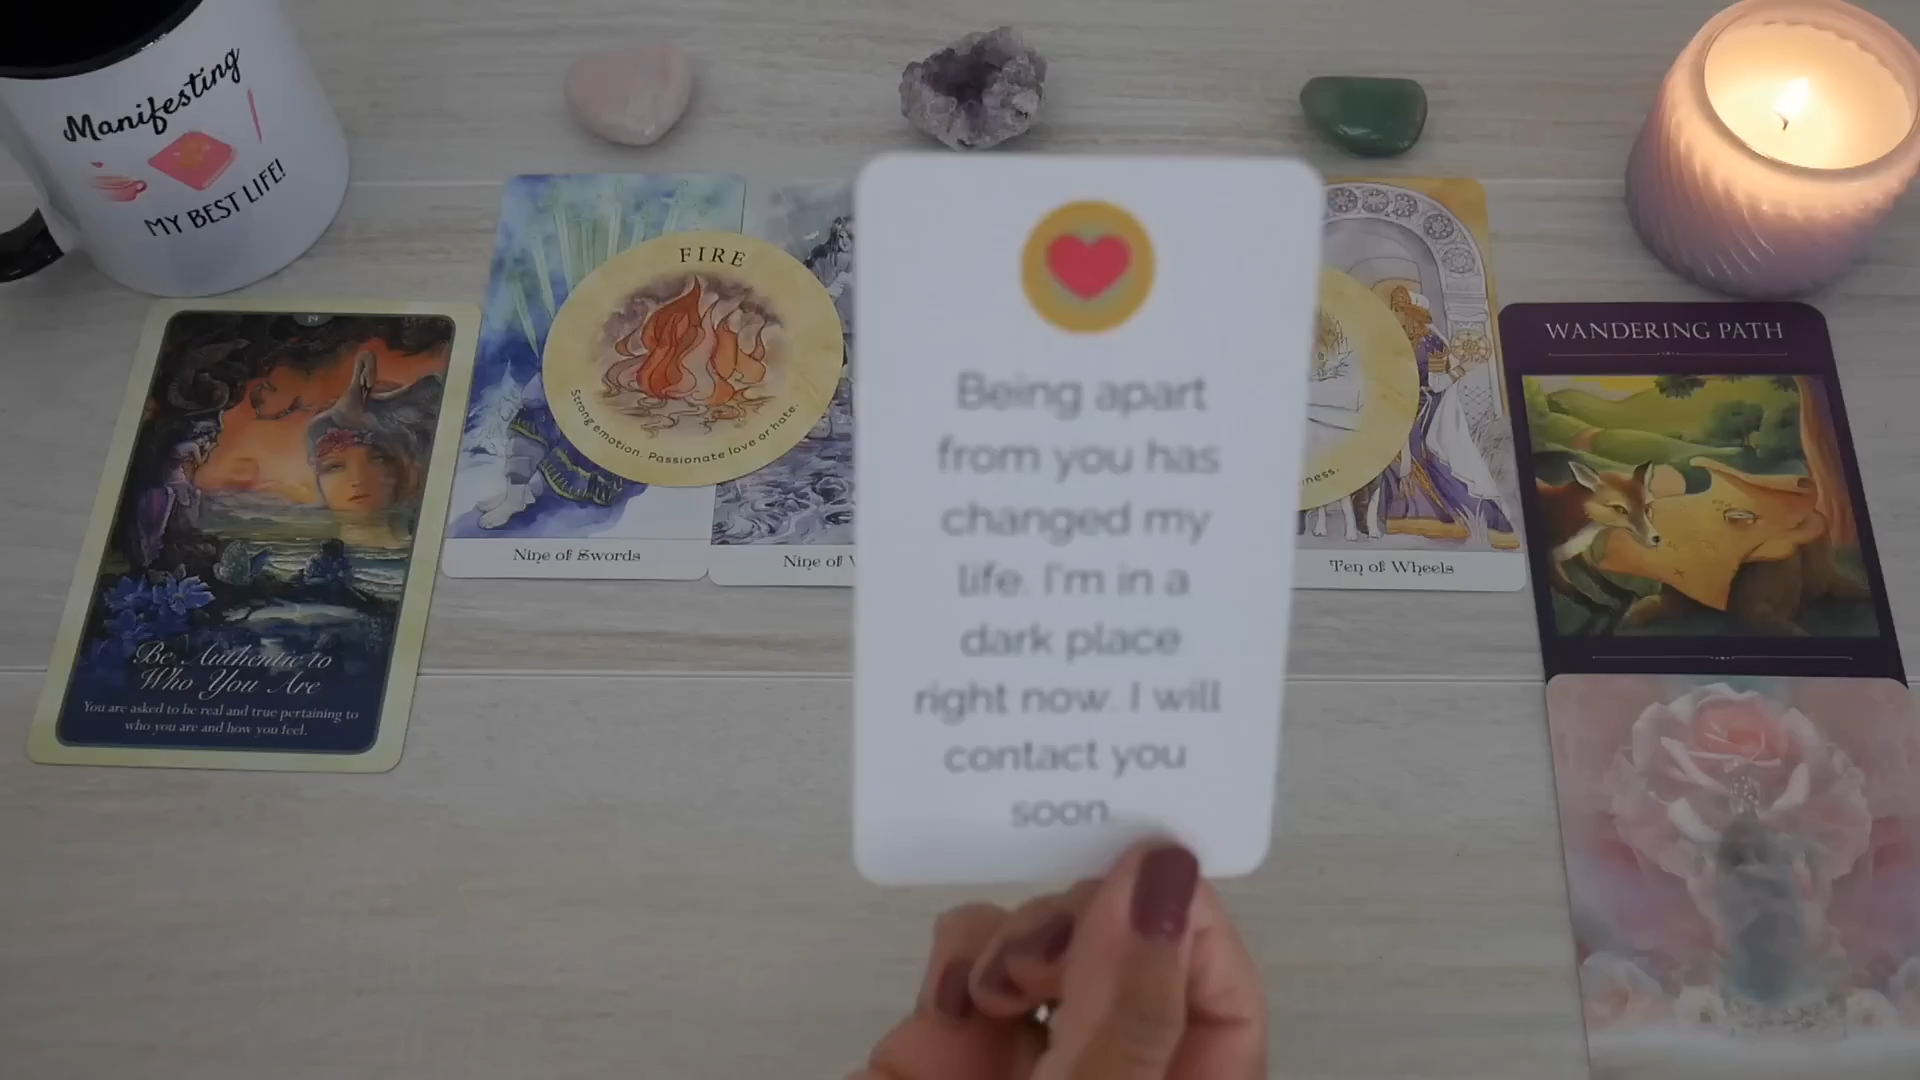 Manifesting
MY BEST LIFE!
FIRE
Strong emotion. Passionate love or hate.
Nine of Swords
Nine of
Being apart
from you has
changed my
life. I'm in a
dark place
right now. I will
contact you
soon.
Ten of Wheels
WANDERING PATH
Be Authentic to
Who You Are
You are asked to be real and true pertaining to
who you are and how you feel.